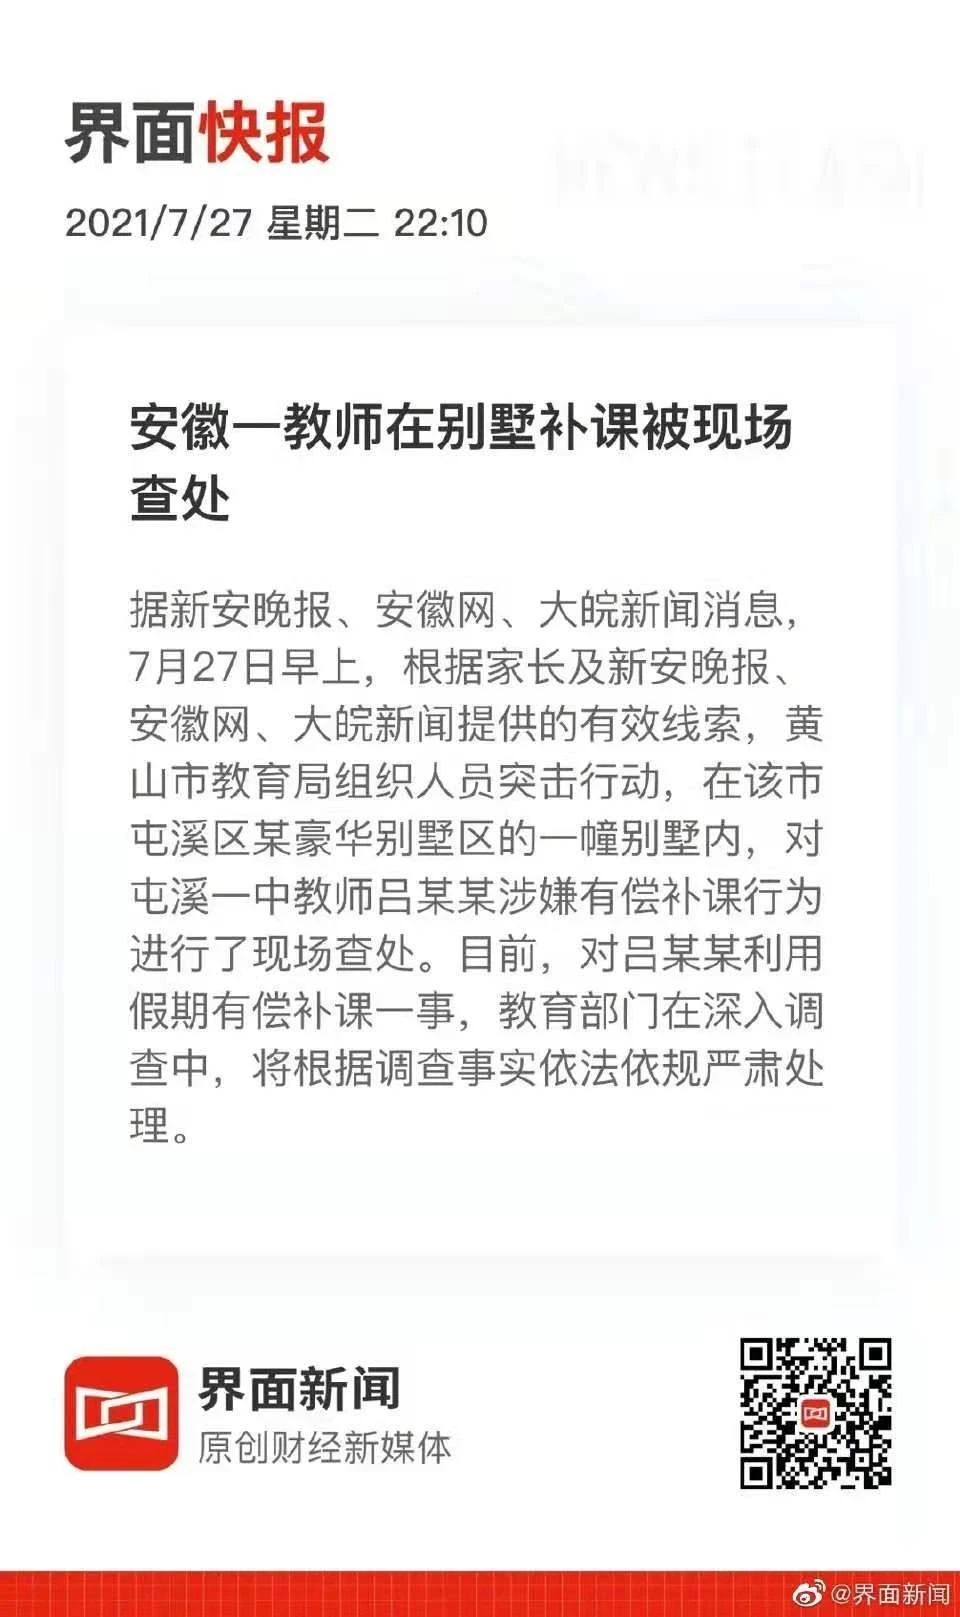 界面快报
NEWS FLASH
2021/7/27 星期二 22:10
安徽一教师在别墅补课被现场
查处
据新安晚报、安徽网、大皖新闻消息，
7月27日早上，根据家长及新安晚报、
安徽网、大皖新闻提供的有效线索，黄
山市教育局组织人员突击行动，在该市
屯溪区某豪华别墅区的一幢别墅内，对
屯溪一中教师吕某某涉嫌有偿补课行为
进行了现场查处。目前，对吕某某利用
假期有偿补课一事，教育部门在深入调
查中，将根据调查事实依法依规严肃处
理。
界面新闻
原创财经新媒体
@界面新闻